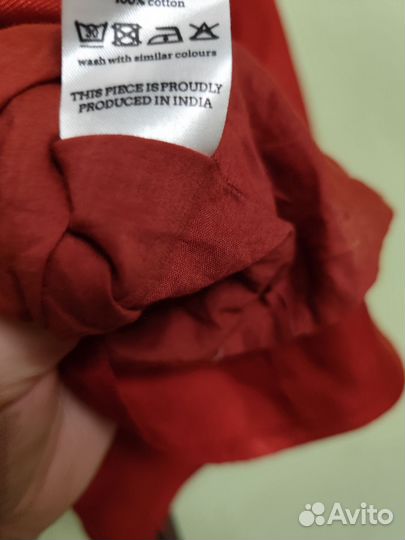 100% cotton
30
wash with similar colours
THIS PIECE IS PROUDLY
PRODUCED IN INDIA
Avito